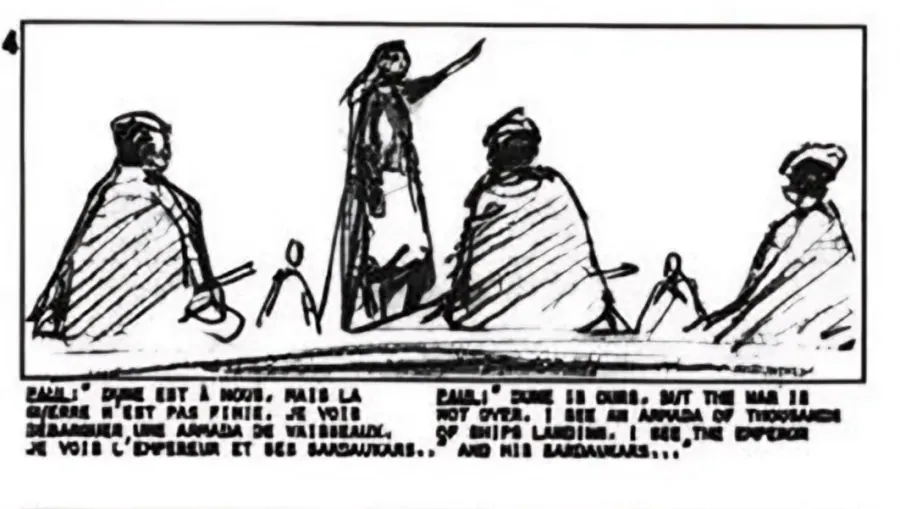 4
PAUL: " DUNE EST À NOUS, MAIS LA
GUERRE N'EST PAS FINIE. JE VOIS
DÉBARQUER UNE ARMADA DE VAISSEAUX.
JE VOIS L'EMPEREUR ET SES SARDAUKARS.."
PAUL: " DUNE IS OURS, BUT THE WAR IS
NOT OVER. I SEE AN ARMADA OF THOUSANDS
OF SHIPS LANDING. I SEE THE EMPEROR
AND HIS SARDAUKARS..."